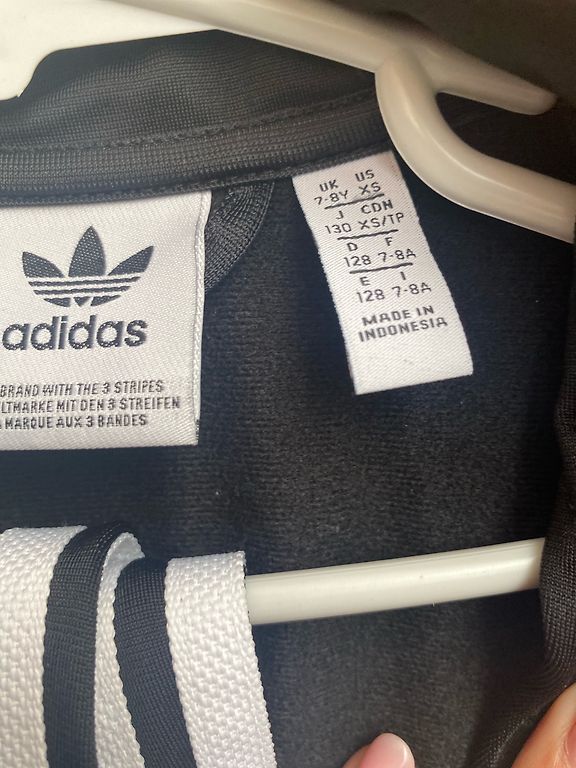 adidas
BRAND WITH THE 3 STRIPES
LTMARKE MIT DEN 3 STREIFEN
MARQUE AUX 3 BANDES
UK US
7-8Y XS
J CDN
130 XS/TP
D F
128 7-8A
E I
128 7-8A
MADE IN
INDONESIA